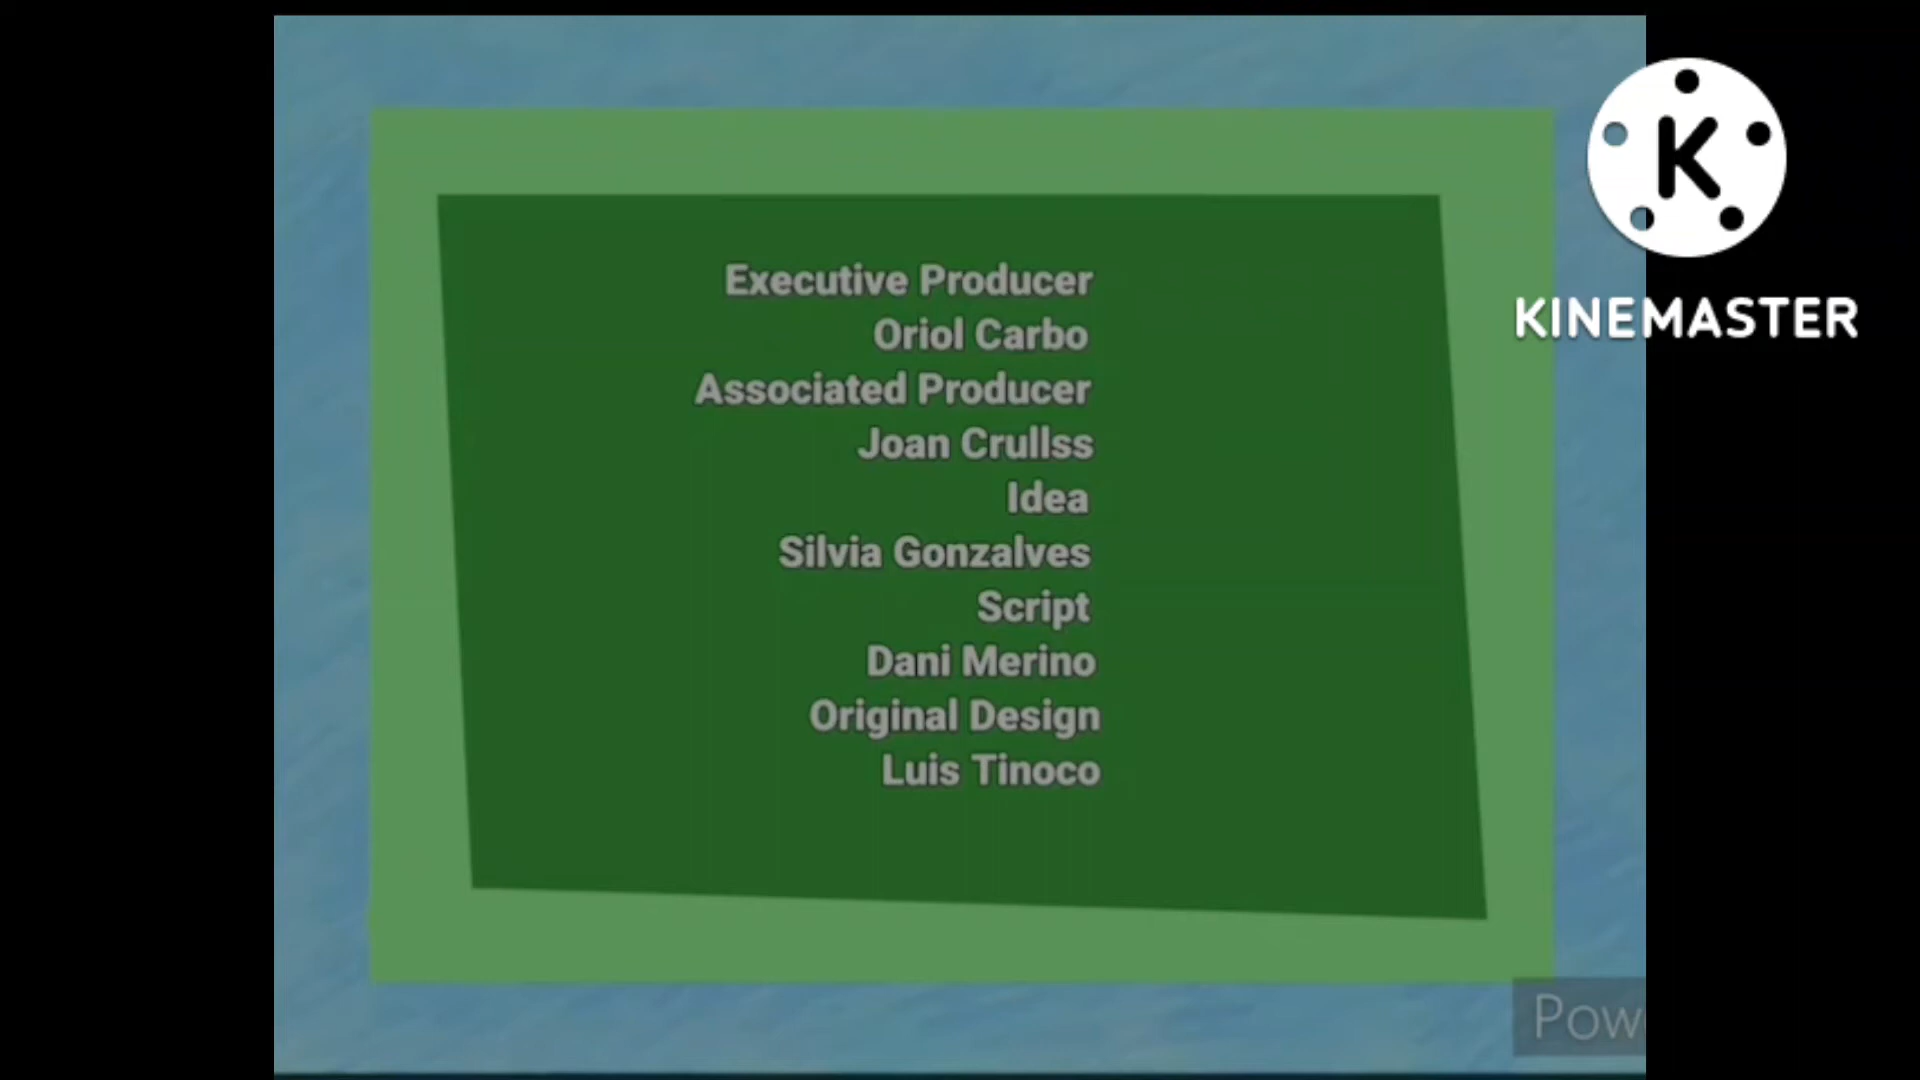 K
KINEMASTER
Executive Producer
Oriol Carbo
Associated Producer
Joan Crullss
Idea
Silvia Gonzalves
Script
Dani Merino
Original Design
Luis Tinoco
Pow